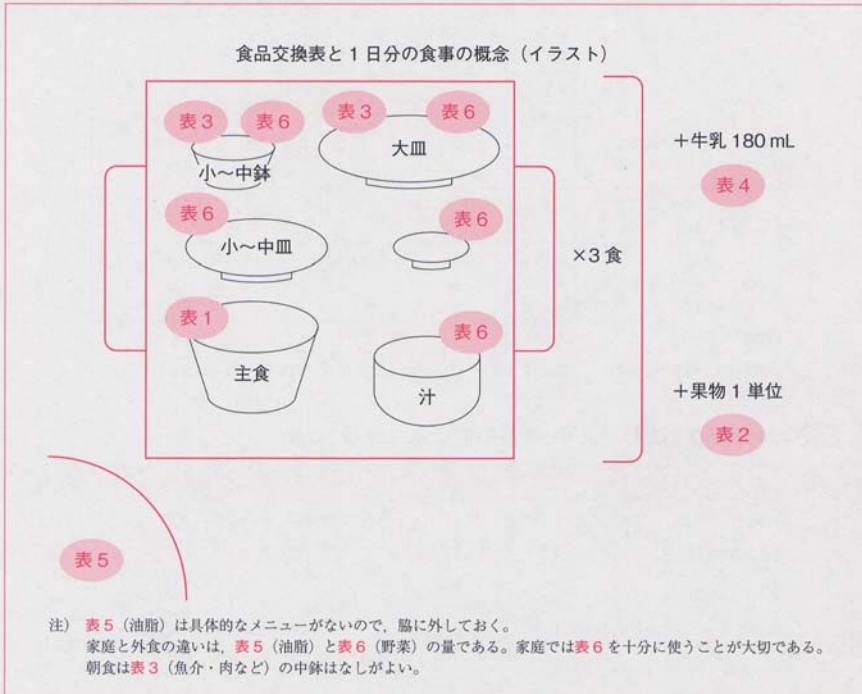 食品交換表と1日分の食事の概念（イラスト）
表3 表6 表3 表6
小～中鉢 大皿
＋牛乳 180 mL
表4
表6 表6
小～中皿
×3食
表1 表6
主食 汁
＋果物1単位
表2
表5
注） 表5（油脂）は具体的なメニューがないので，脇に外しておく。
家庭と外食の違いは，表5（油脂）と表6（野菜）の量である。家庭では表6を十分に使うことが大切である。
朝食は表3（魚介・肉など）の中鉢はなしがよい。